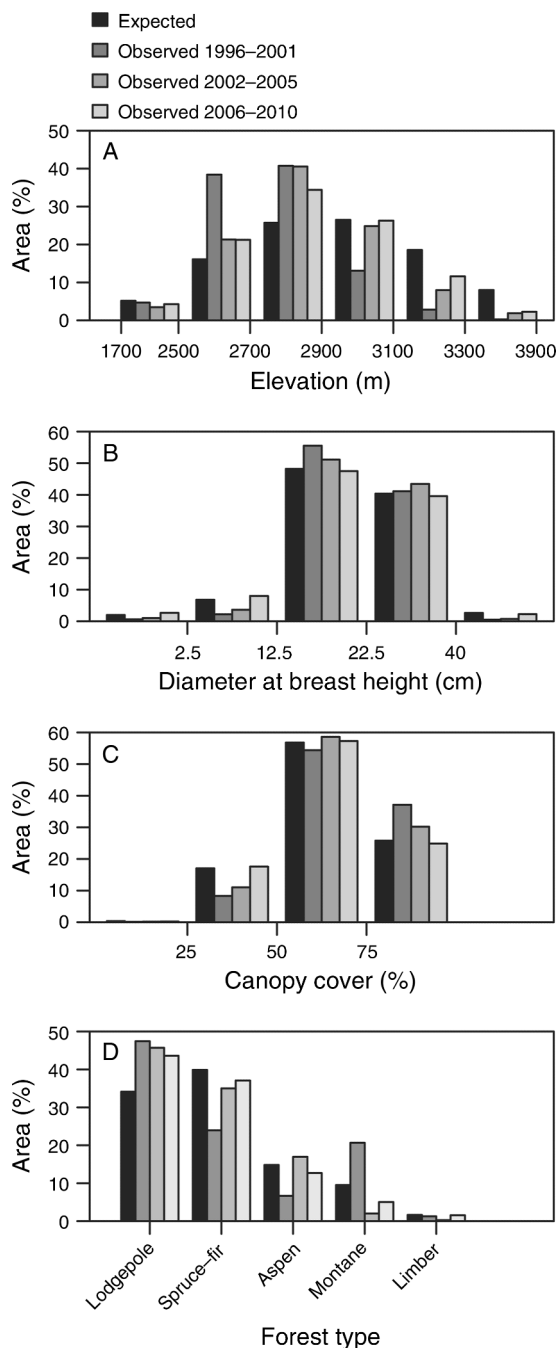 Expected
Observed 1996–2001
Observed 2002–2005
Observed 2006–2010
A
Area (%)
50
40
30
20
10
0
1700 2500 2700 2900 3100 3300 3900
Elevation (m)
B
Area (%)
60
50
40
30
20
10
0
2.5 12.5 22.5 40
Diameter at breast height (cm)
C
Area (%)
60
50
40
30
20
10
0
25 50 75
Canopy cover (%)
D
Area (%)
50
40
30
20
10
0
Lodgepole
Spruce–fir
Aspen
Montane
Limber
Forest type